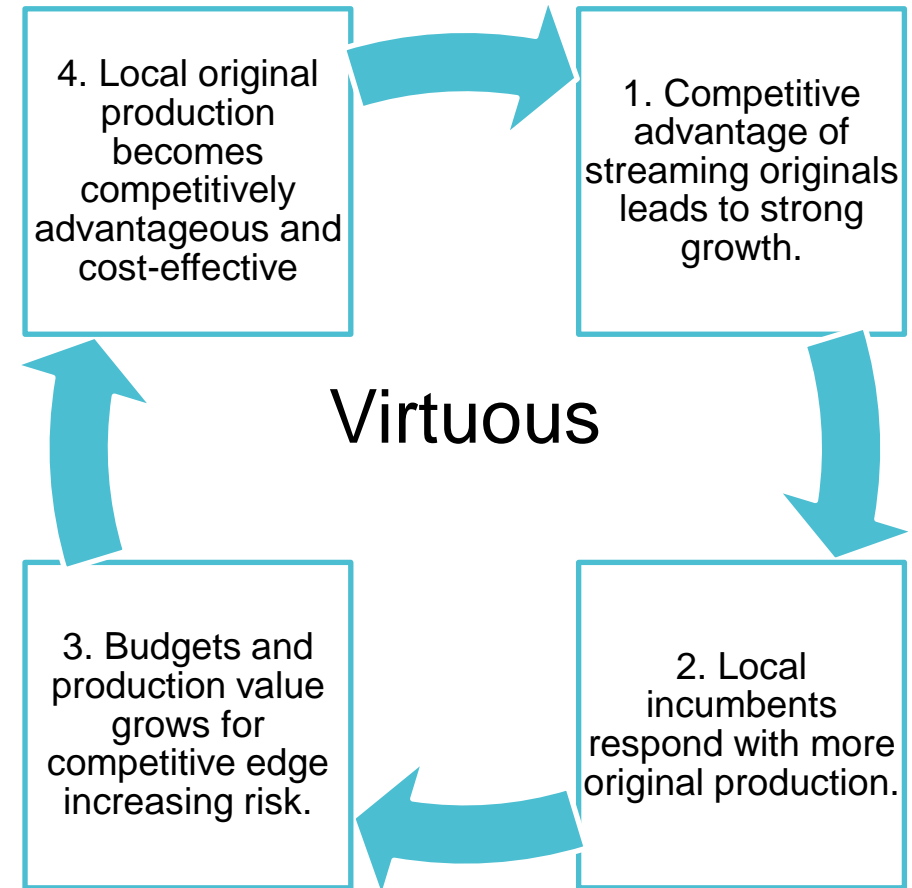 4. Local original
production
becomes
competitively
advantageous and
cost-effective
1. Competitive
advantage of
streaming originals
leads to strong
growth.
Virtuous
3. Budgets and
production value
grows for
competitive edge
increasing risk.
2. Local
incumbents
respond with more
original production.